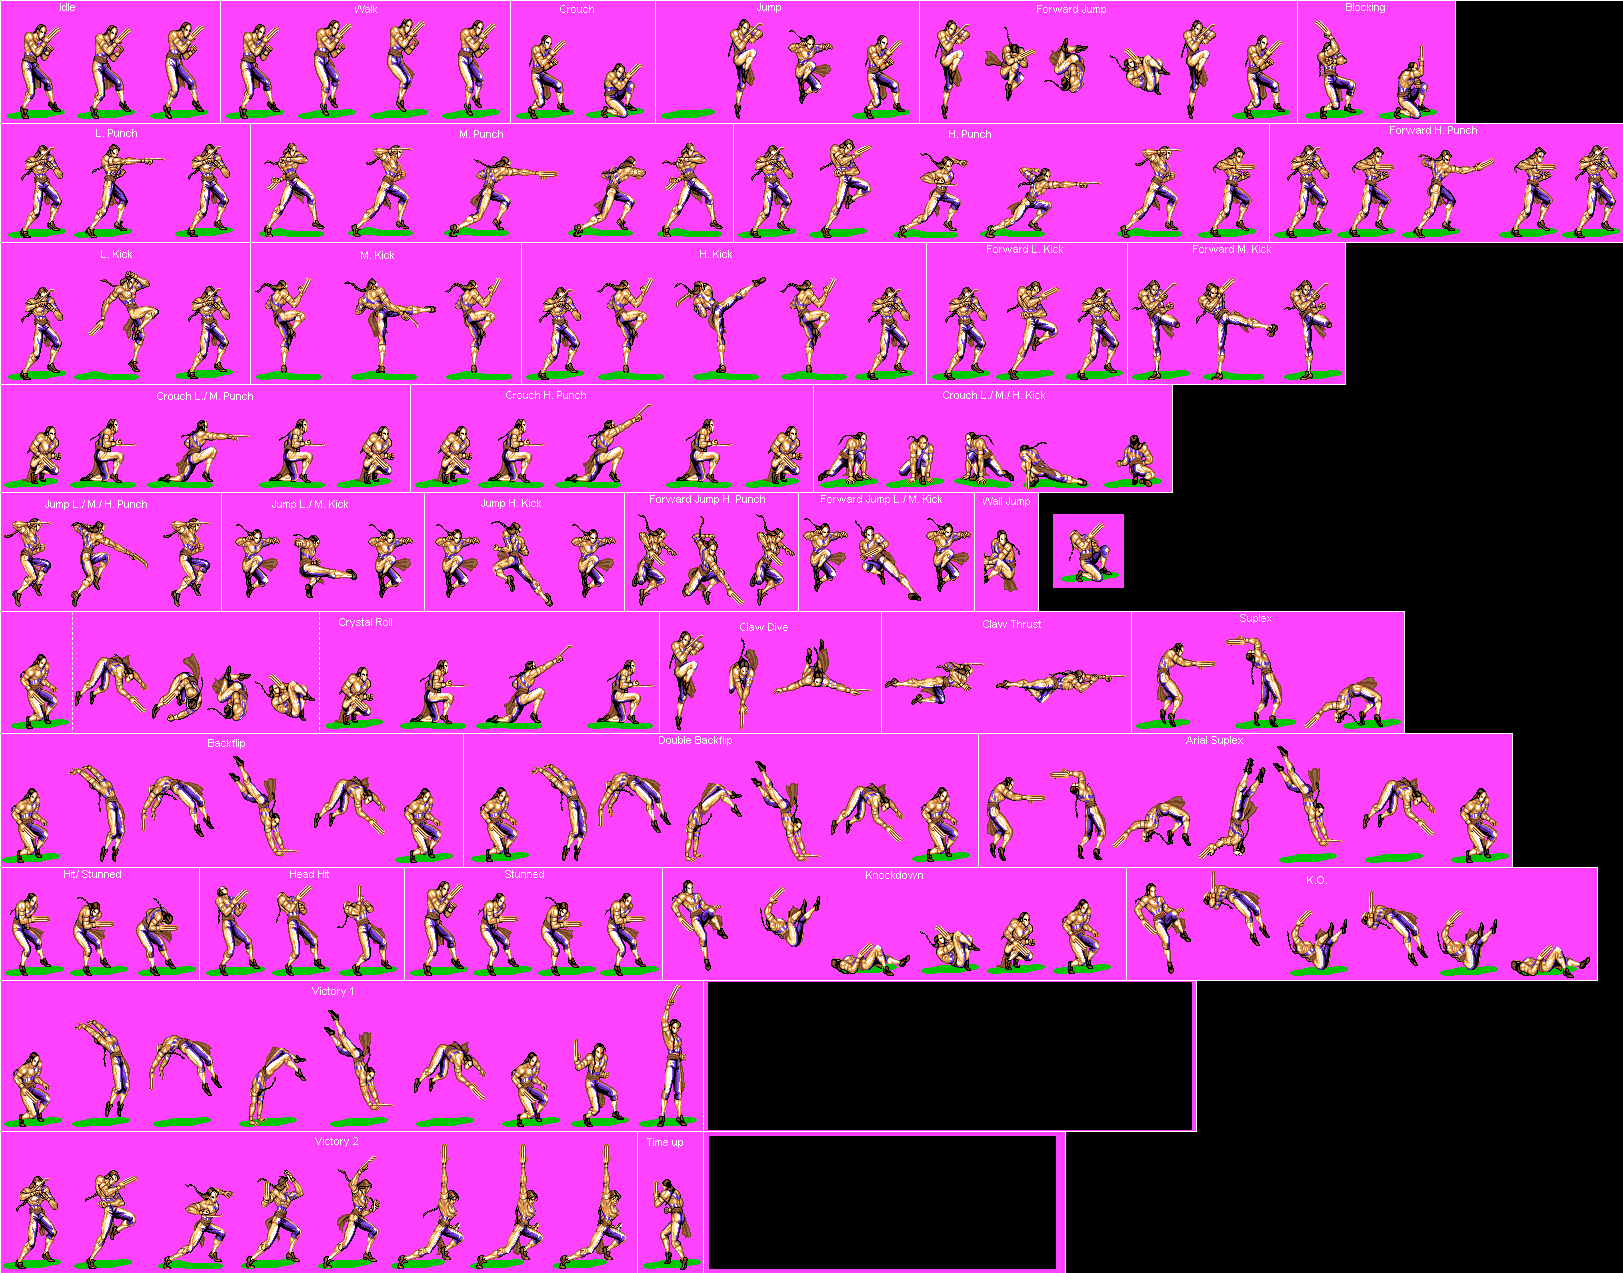 Idle
Walk
Crouch
Jump
Forward Jump
Blocking
L. Punch
M. Punch
H. Punch
Forward H. Punch
L. Kick
M. Kick
H. Kick
Forward L. Kick
Forward M. Kick
Crouch L./ M. Punch
Crouch H. Punch
Crouch L./ M./ H. Kick
Jump L./ M./ H. Punch
Jump L./ M. Kick
Jump H. Kick
Forward Jump H. Punch
Forward Jump L./ M. Kick
Wall Jump
Crystal Roll
Claw Dive
Claw Thrust
Suplex
Backflip
Double Backflip
Arial Suplex
Hit/ Stunned
Head Hit
Stunned
Knockdown
K.O.
Victory 1
Victory 2
Time up